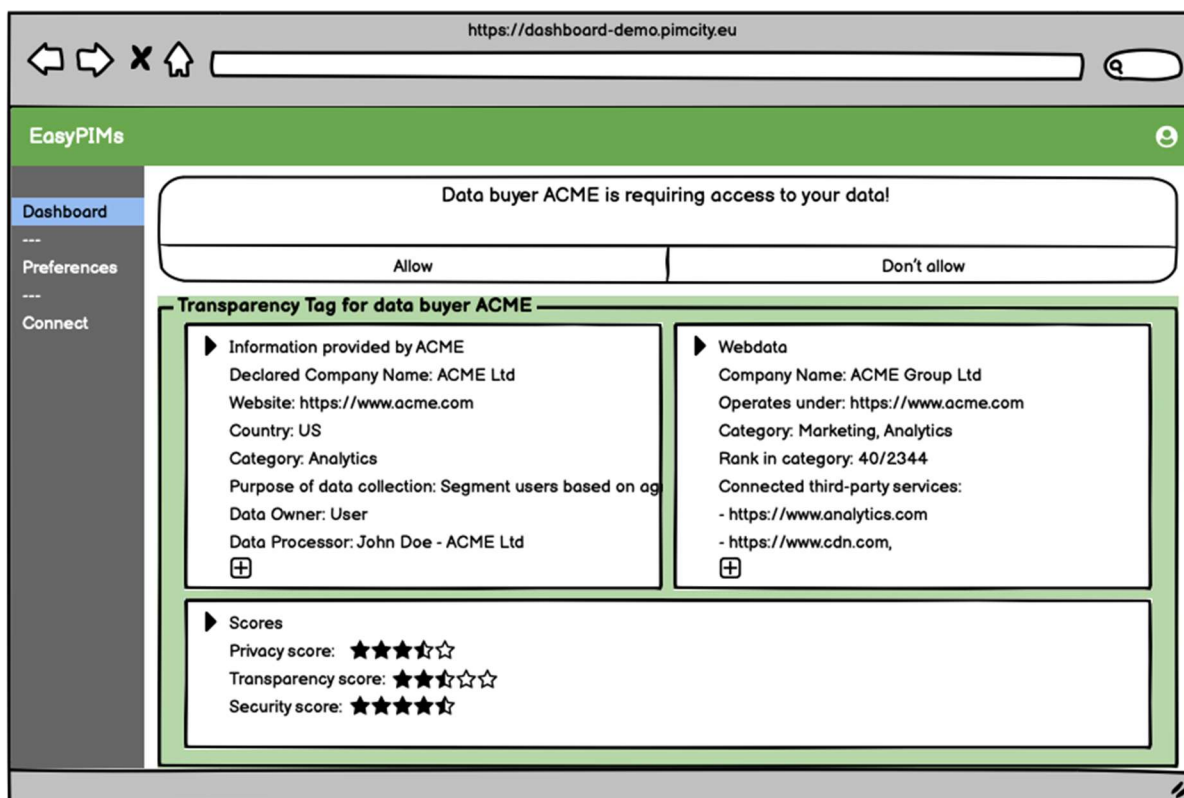 https://dashboard-demo.pimcity.eu
EasyPIMs
Dashboard
---
Preferences
---
Connect
Data buyer ACME is requiring access to your data!
Allow
Don't allow
Transparency Tag for data buyer ACME
Information provided by ACME
Declared Company Name: ACME Ltd
Website: https://www.acme.com
Country: US
Category: Analytics
Purpose of data collection: Segment users based on
Data Owner: User
Data Processor: John Doe - ACME Ltd
Webdata
Company Name: ACME Group Ltd
Operates under: https://www.acme.com
Category: Marketing, Analytics
Rank in category: 40/2344
Connected third-party services:
- https://www.analytics.com
- https://www.cdn.com,
Scores
Privacy score:
Transparency score:
Security score: